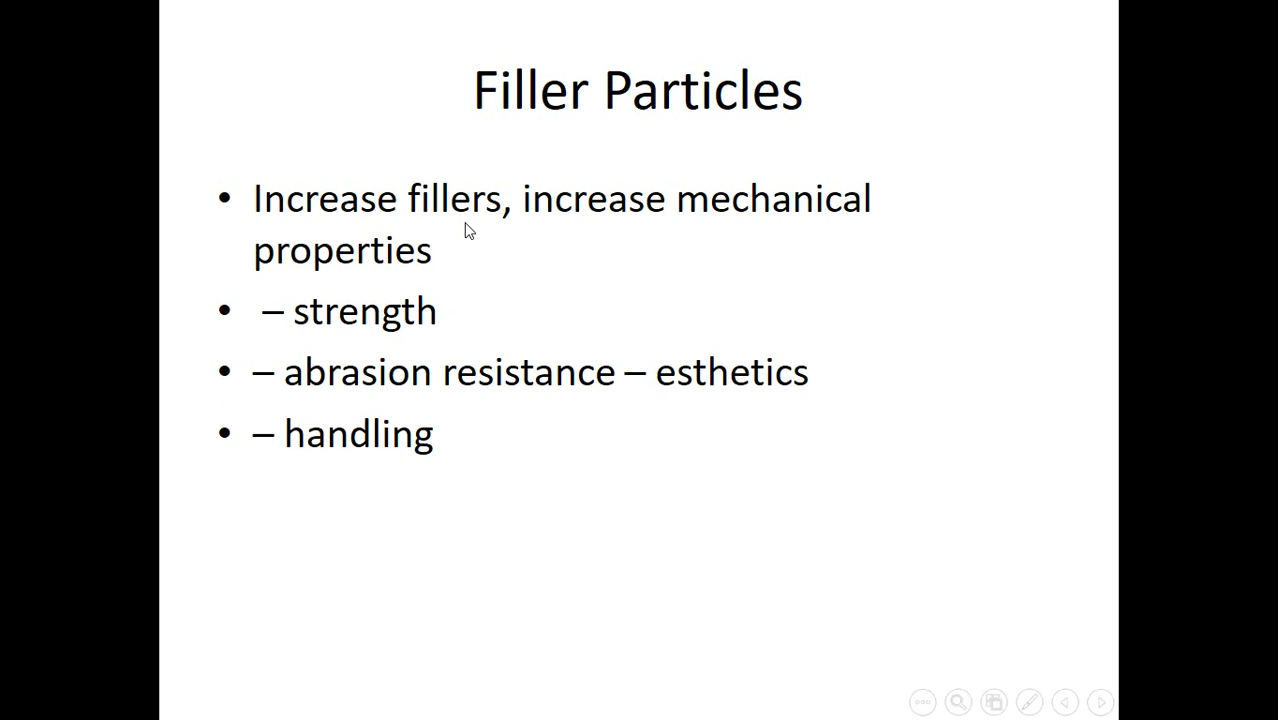 Filler Particles
• Increase fillers, increase mechanical
properties
• – strength
• – abrasion resistance – esthetics
• – handling